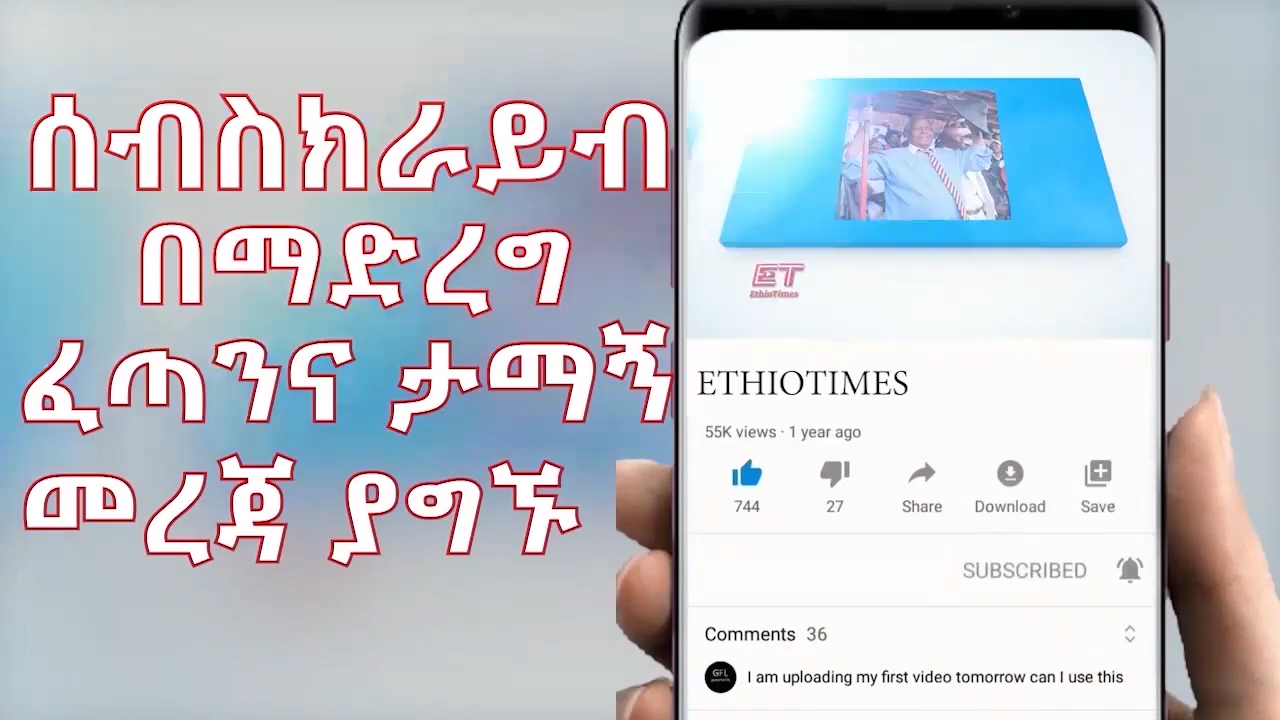 ሰብስክራይብ
በማድረግ
ፈጣንና ታማኝ
መረጃ ያግኙ
ET
EthioTimes
ETHIOTIMES
55K views · 1 year ago
744
27
Share
Download
Save
SUBSCRIBED
Comments 36
GFL
I am uploading my first video tomorrow can I use this